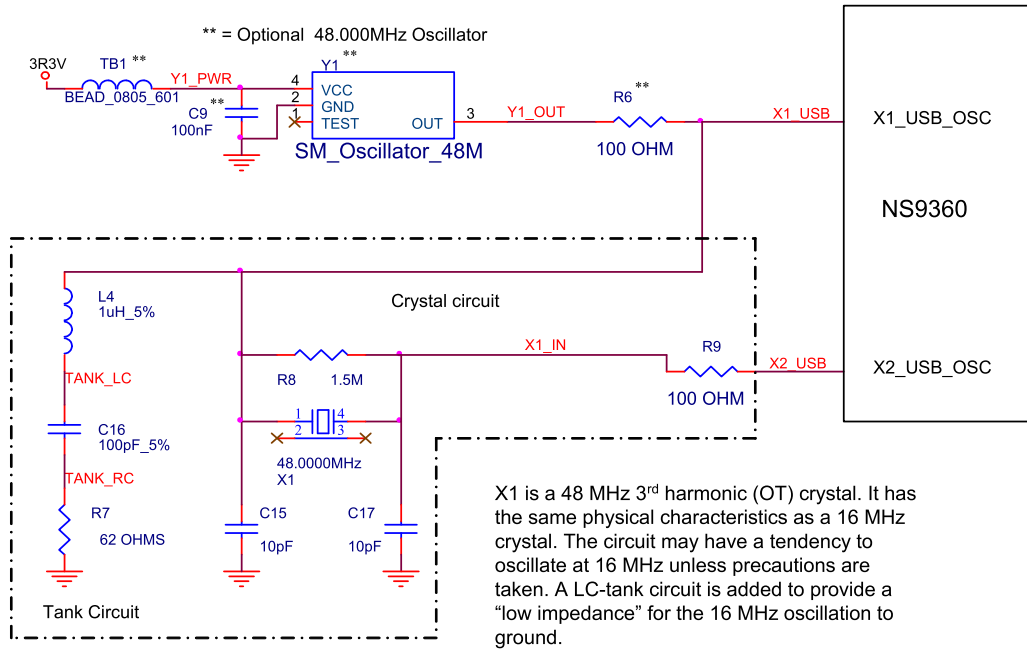 ** = Optional 48.000MHz Oscillator
3R3V
TB1 **
BEAD_0805_601
Y1_PWR
C9 **
100nF
Y1 **
4 VCC
2 GND
1 TEST
OUT 3
SM_Oscillator_48M
Y1_OUT
R6 **
100 OHM
X1_USB
X1_USB_OSC
NS9360
X2_USB_OSC
Crystal circuit
L4
1uH_5%
TANK_LC
C16
100pF_5%
TANK_RC
R7
62 OHMS
R8 1.5M
X1_IN
R9
100 OHM
X2_USB
1 4
2 3
48.0000MHz
X1
C15
10pF
C17
10pF
Tank Circuit
X1 is a 48 MHz 3rd harmonic (OT) crystal. It has
the same physical characteristics as a 16 MHz
crystal. The circuit may have a tendency to
oscillate at 16 MHz unless precautions are
taken. A LC-tank circuit is added to provide a
“low impedance” for the 16 MHz oscillation to
ground.